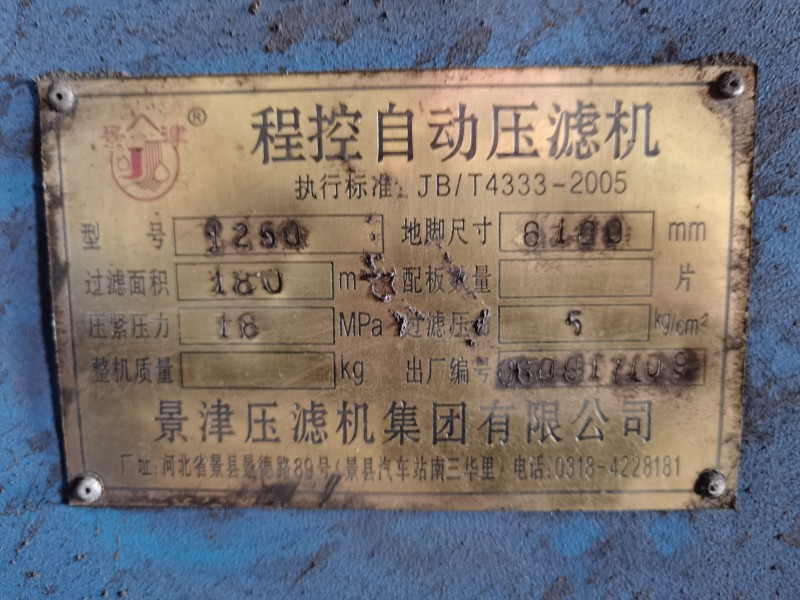 景津®
程控自动压滤机
执行标准: JB/T4333-2005
型号 1250 地脚尺寸 6100 mm
过滤面积 180 m 配板数量 片
压紧压力 18 MPa 过滤压力 5 kg/cm²
整机质量 kg 出厂编号
景津压滤机集团有限公司
厂址:河北省景县景德路89号(景县汽车站南三华里)电话:0318-4228181